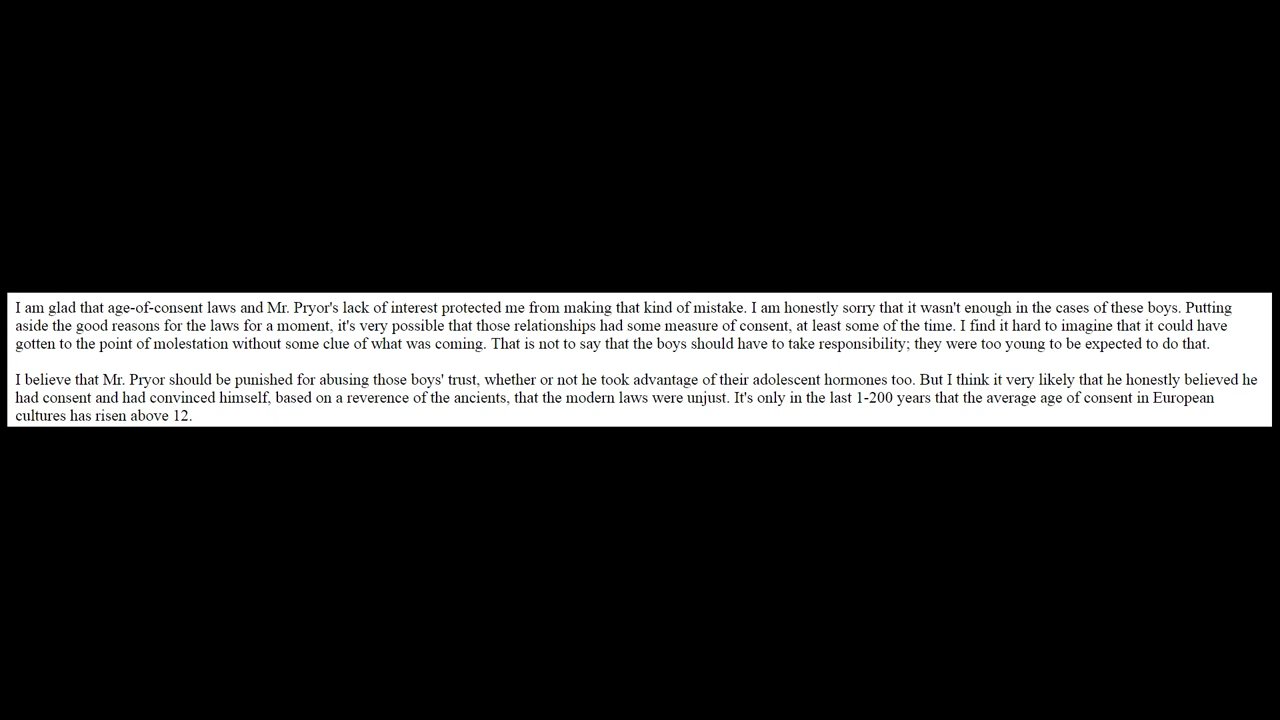 I am glad that age-of-consent laws and Mr. Pryor's lack of interest protected me from making that kind of mistake. I am honestly sorry that it wasn't enough in the cases of these boys. Putting
aside the good reasons for the laws for a moment, it's very possible that those relationships had some measure of consent, at least some of the time. I find it hard to imagine that it could have
gotten to the point of molestation without some clue of what was coming. That is not to say that the boys should have to take responsibility; they were too young to be expected to do that.
I believe that Mr. Pryor should be punished for abusing those boys' trust, whether or not he took advantage of their adolescent hormones too. But I think it very likely that he honestly believed he
had consent and had convinced himself, based on a reverence of the ancients, that the modern laws were unjust. It's only in the last 1-200 years that the average age of consent in European
cultures has risen above 12.